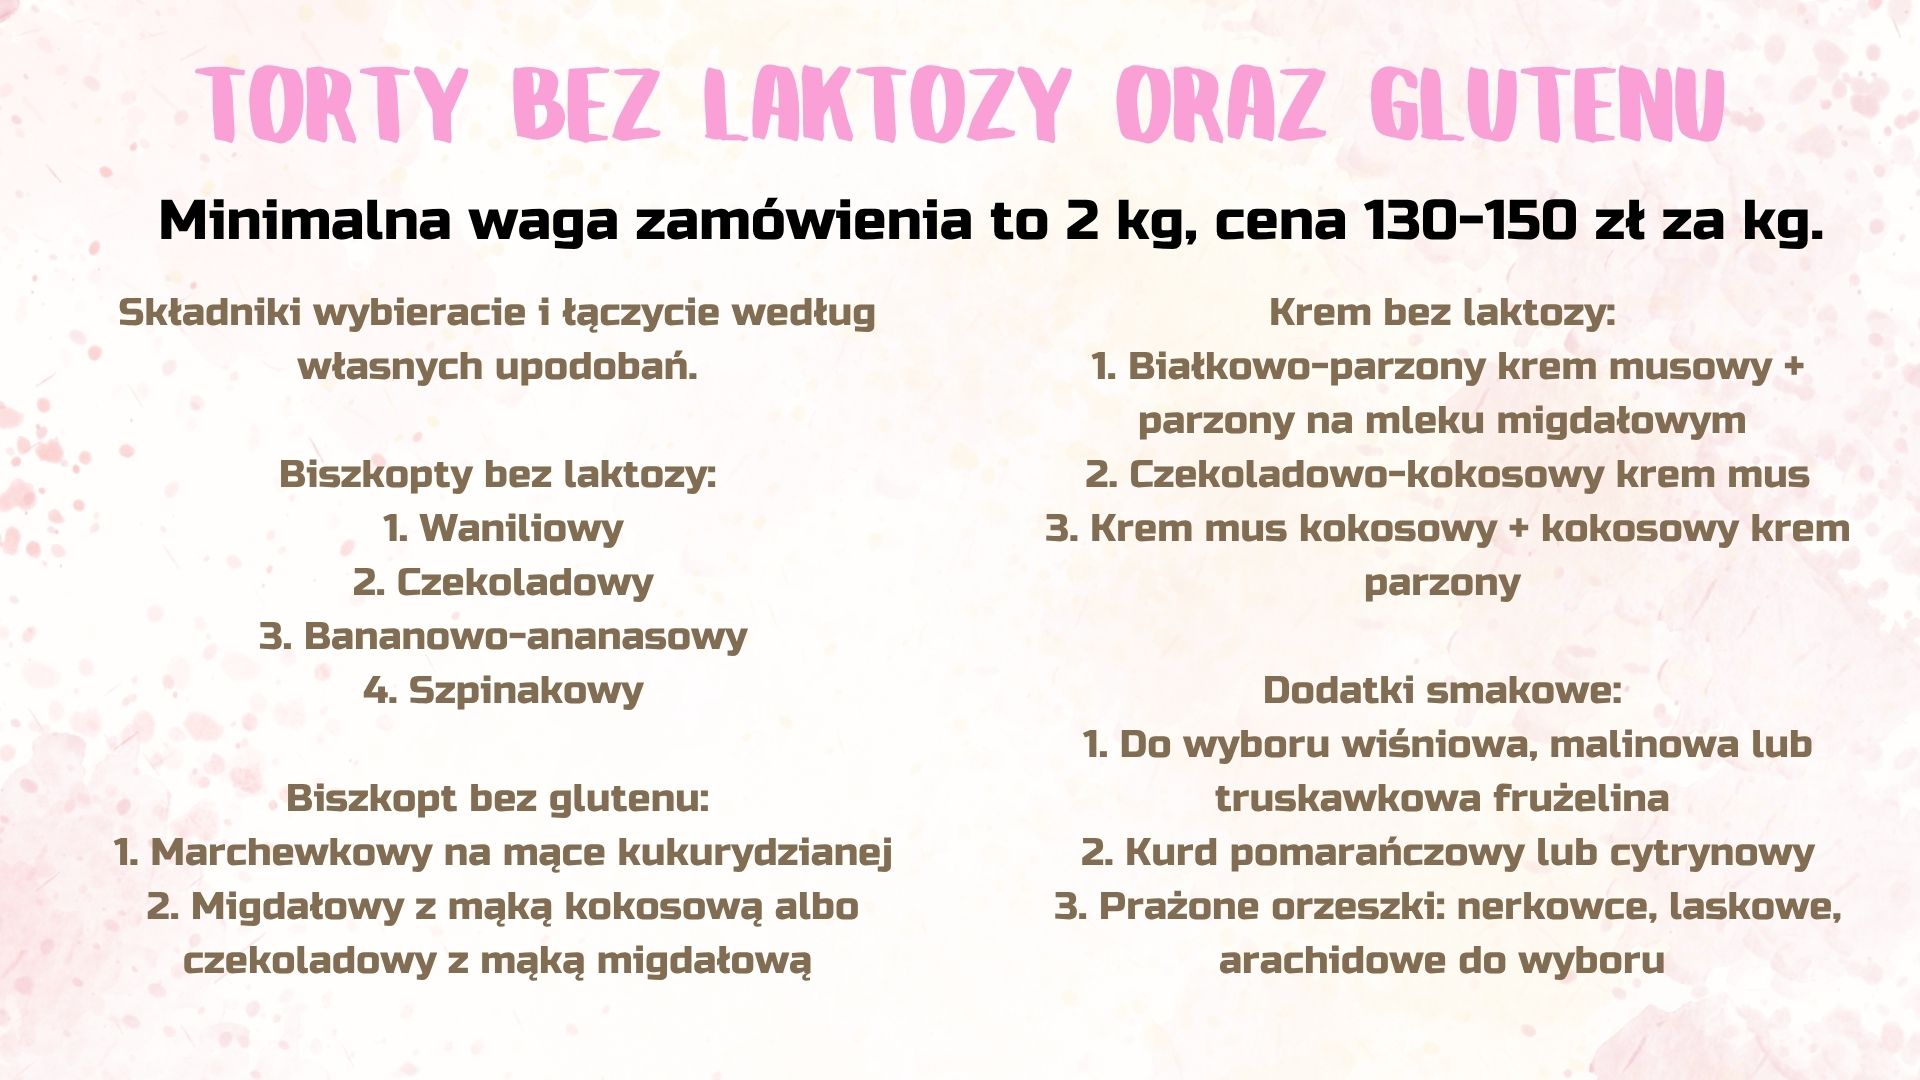 TORTY BEZ LAKTOZY ORAZ GLUTENU
Minimalna waga zamówienia to 2 kg, cena 130-150 zł za kg.
Składniki wybieracie i łączycie według
własnych upodobań.
Biszkopty bez laktozy:
1. Waniliowy
2. Czekoladowy
3. Bananowo-ananasowy
4. Szpinakowy
Biszkopt bez glutenu:
1. Marchewkowy na mące kukurydzianej
2. Migdałowy z mąką kokosową albo
czekoladowy z mąką migdałową
Krem bez laktozy:
1. Białkowo-parzony krem musowy +
parzony na mleku migdałowym
2. Czekoladowo-kokosowy krem mus
3. Krem mus kokosowy + kokosowy krem
parzony
Dodatki smakowe:
1. Do wyboru wiśniowa, malinowa lub
truskawkowa frużelina
2. Kurd pomarańczowy lub cytrynowy
3. Prażone orzeszki: nerkowce, laskowe,
arachidowe do wyboru